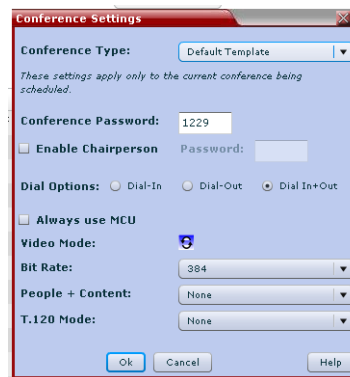 Conference Settings
Conference Type: Default Template
These settings apply only to the current conference being
scheduled.
Conference Password: 1229
Enable Chairperson Password:
Dial Options: Dial-In Dial-Out Dial In+Out
Always use MCU
Video Mode:
Bit Rate: 384
People + Content: None
T.120 Mode: None
Ok Cancel Help